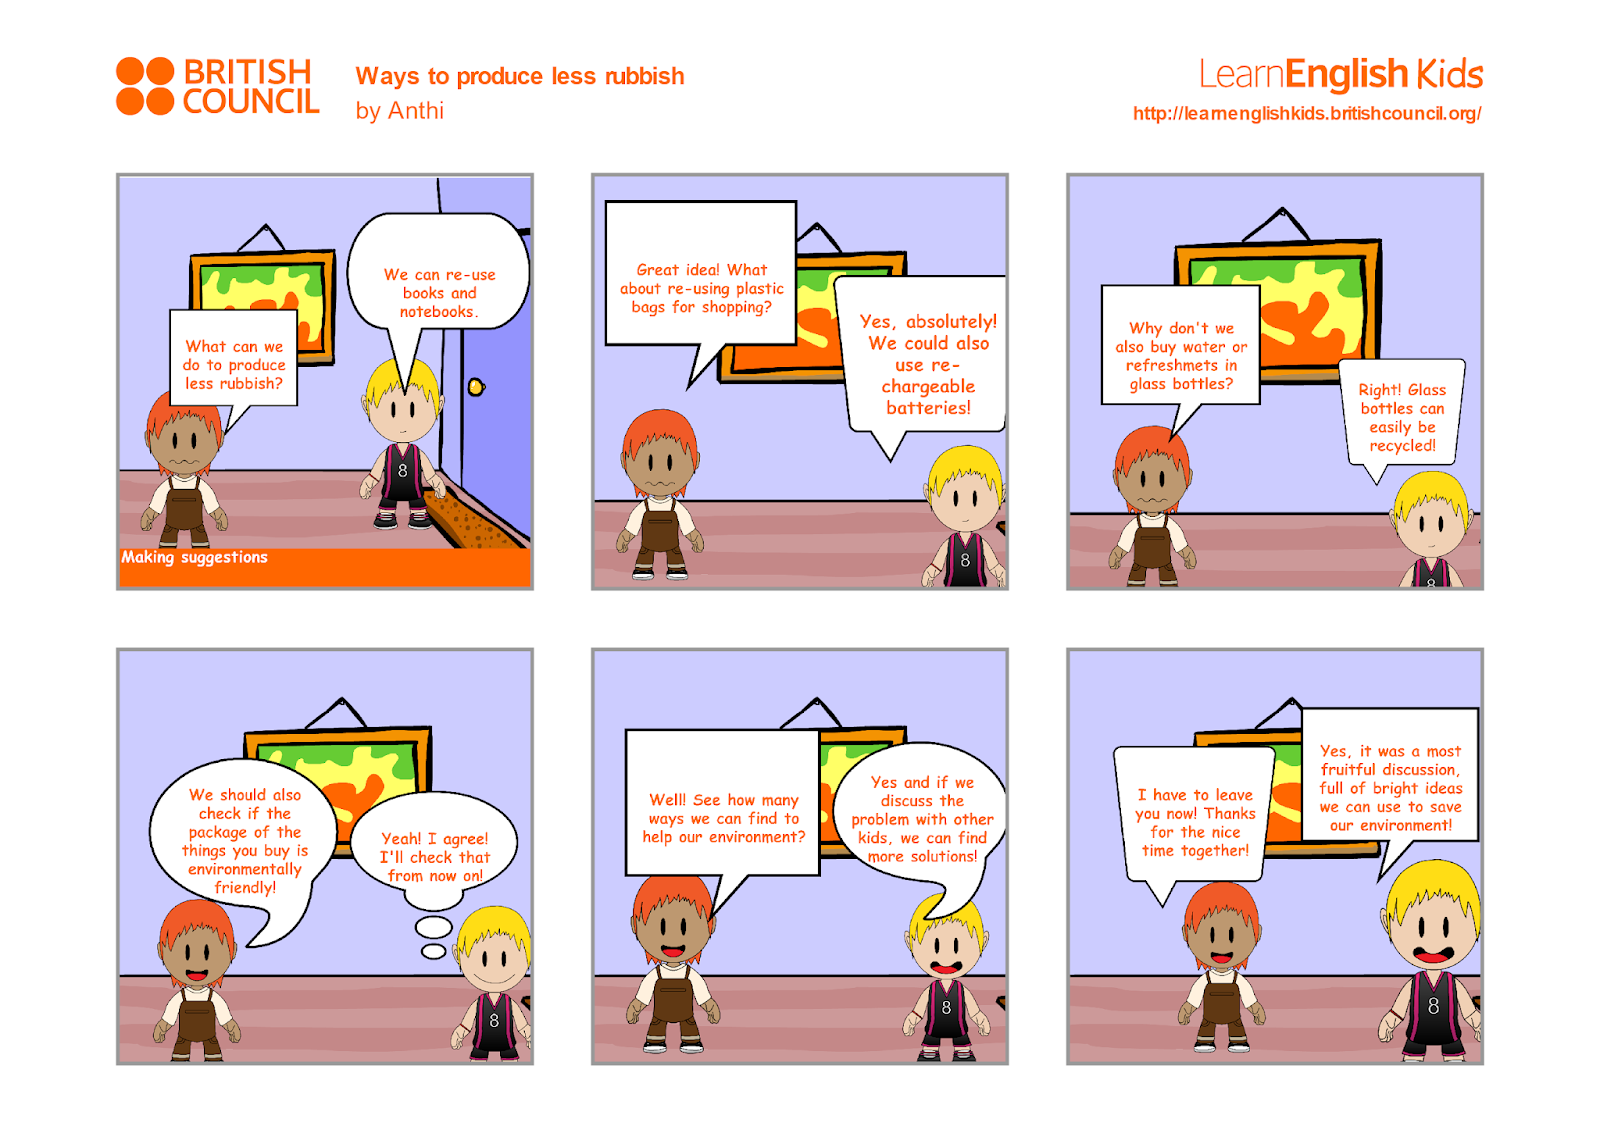 BRITISH
COUNCIL
Ways to produce less rubbish
by Anthi
LearnEnglish Kids
http://learnenglishkids.britishcouncil.org/
What can we
do to produce
less rubbish?
We can re-use
books and
notebooks.
8
Making suggestions
Great idea! What
about re-using plastic
bags for shopping?
Yes, absolutely!
We could also
use re-
chargeable
batteries!
8
Why don't we
also buy water or
refreshmets in
glass bottles?
Right! Glass
bottles can
easily be
recycled!
8
We should also
check if the
package of the
things you buy is
environmentally
friendly!
Yeah! I agree!
I'll check that
from now on!
8
Well! See how many
ways we can find to
help our environment?
Yes and if we
discuss the
problem with other
kids, we can find
more solutions!
8
I have to leave
you now! Thanks
for the nice
time together!
Yes, it was a most
fruitful discussion,
full of bright ideas
we can use to save
our environment!
8